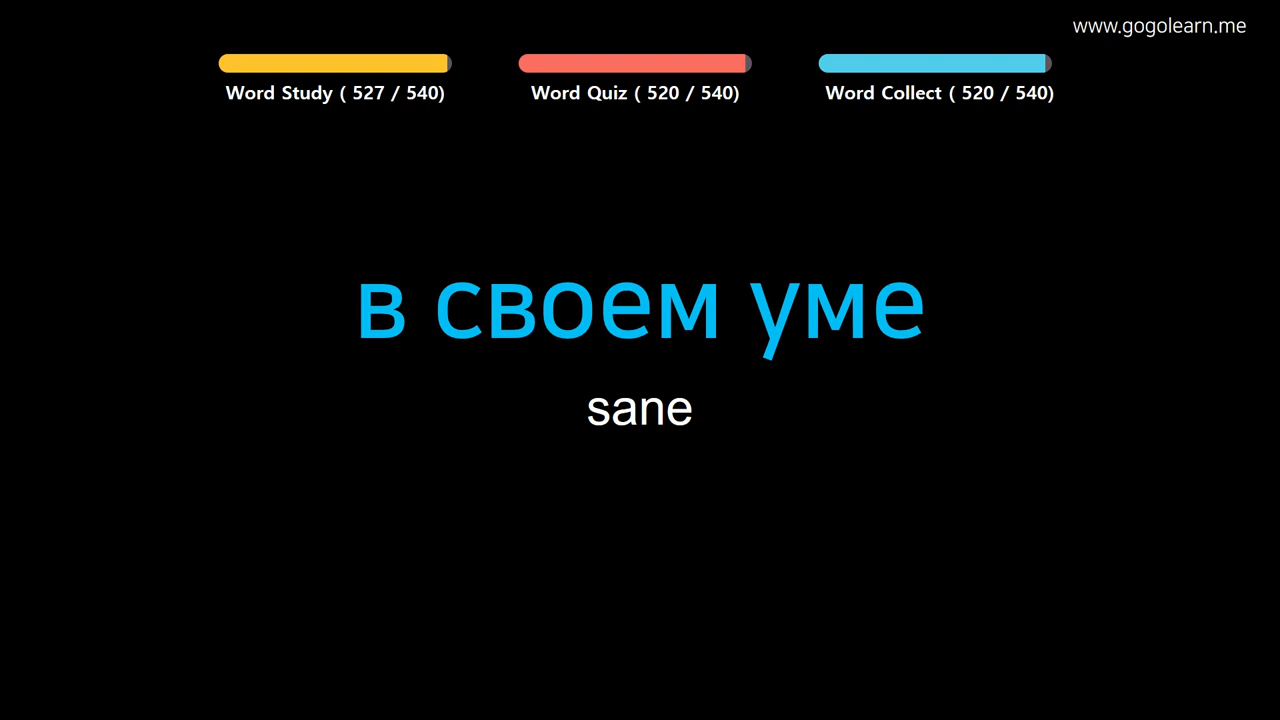 www.gogolearn.me
Word Study ( 527 / 540)
Word Quiz ( 520 / 540)
Word Collect ( 520 / 540)
в своем уме
sane